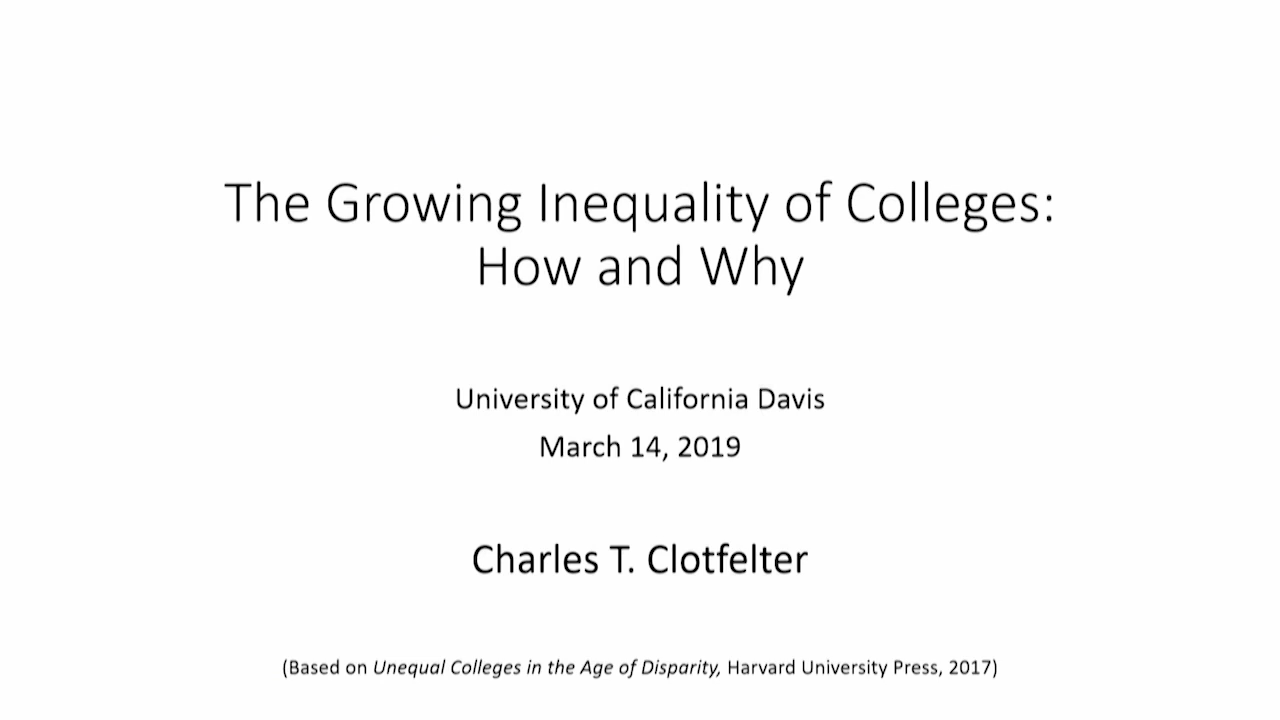 The Growing Inequality of Colleges:
How and Why
University of California Davis
March 14, 2019
Charles T. Clotfelter
(Based on Unequal Colleges in the Age of Disparity, Harvard University Press, 2017)